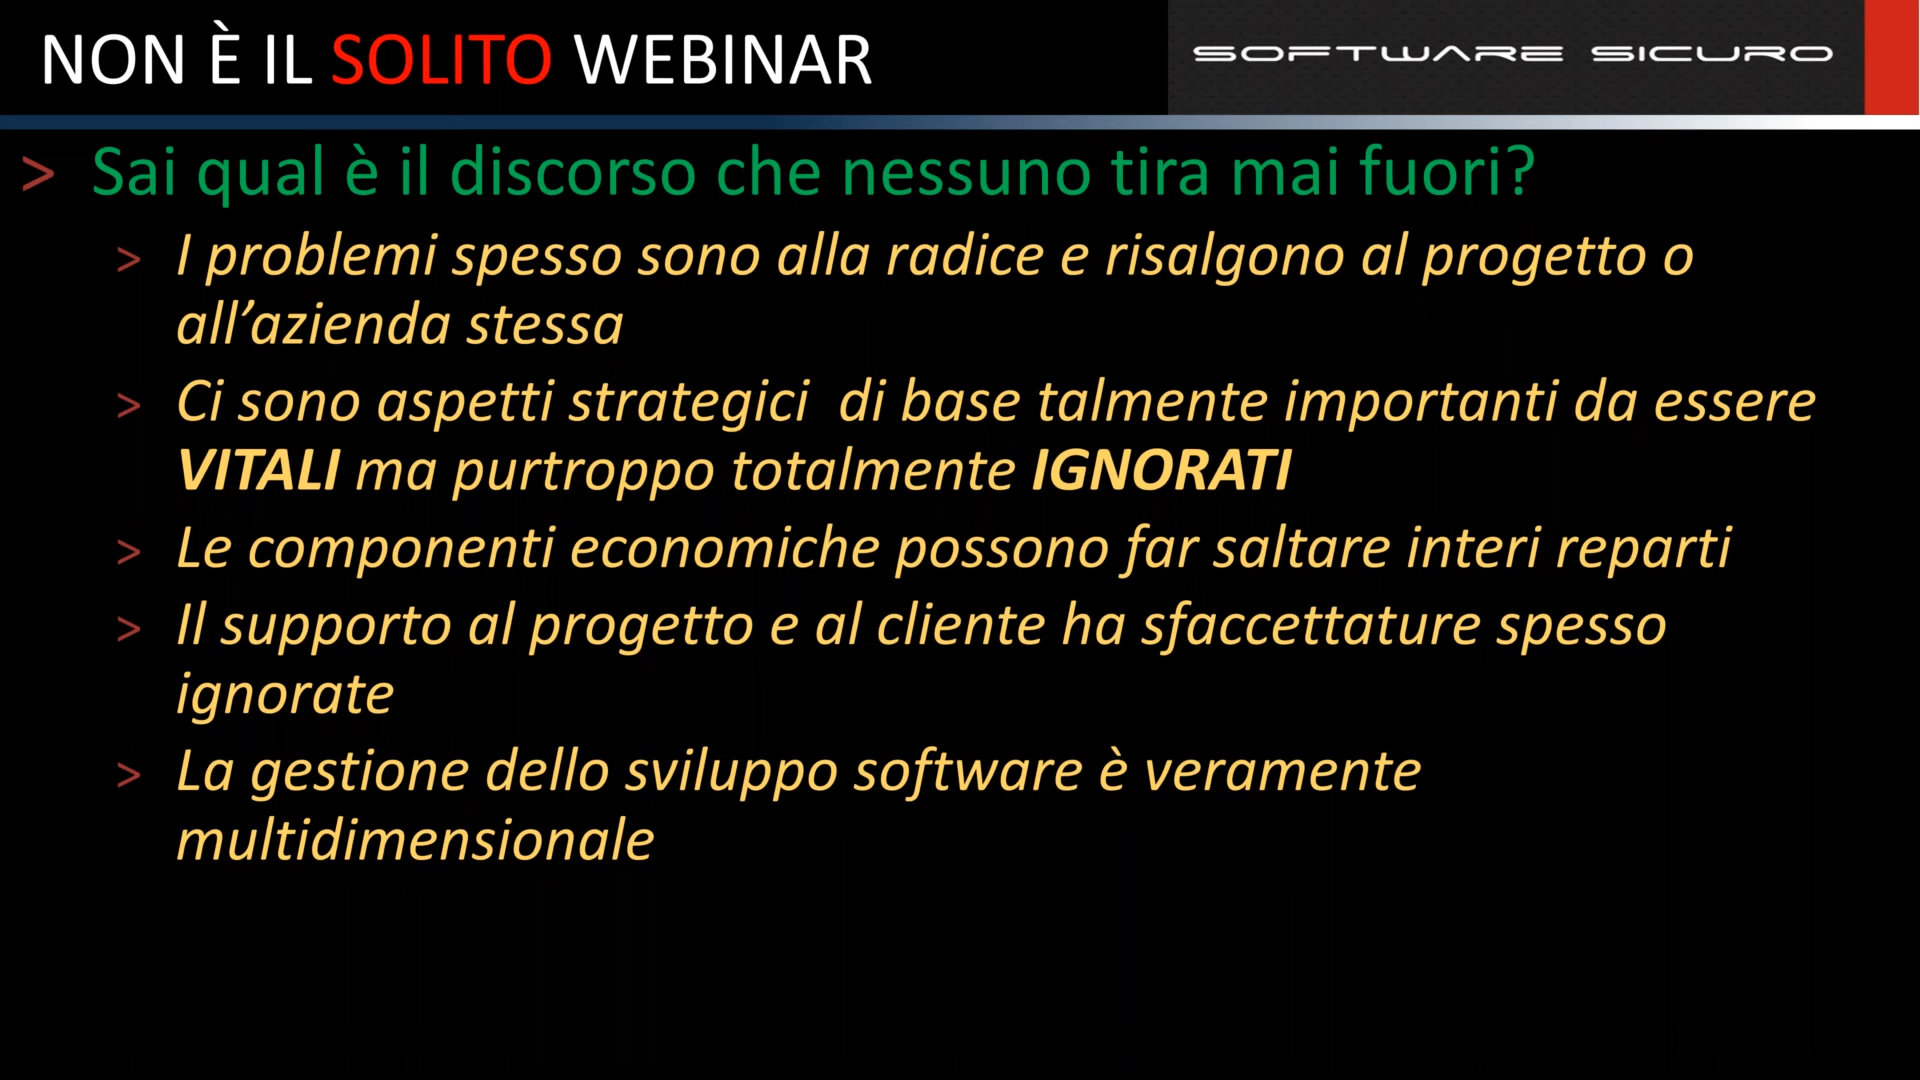 NON È IL SOLITO WEBINAR
SOFTWARE SICURO
> Sai qual è il discorso che nessuno tira mai fuori?
> I problemi spesso sono alla radice e risalgono al progetto o
all’azienda stessa
> Ci sono aspetti strategici  di base talmente importanti da essere
VITALI ma purtroppo totalmente IGNORATI
> Le componenti economiche possono far saltare interi reparti
> Il supporto al progetto e al cliente ha sfaccettature spesso
ignorate
> La gestione dello sviluppo software è veramente
multidimensionale